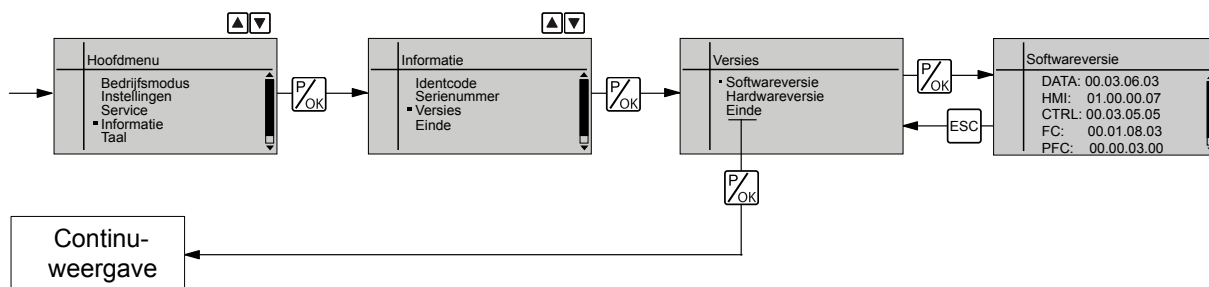 Hoofdmenu
Bedrijfsmodus
Instellingen
Service
Informatie
Taal
P/OK
Informatie
Identcode
Serienummer
Versies
Einde
P/OK
Versies
Softwareversie
Hardwareversie
Einde
P/OK
ESC
Softwareversie
DATA: 00.03.06.03
HMI: 01.00.00.07
CTRL: 00.03.05.05
FC: 00.01.08.03
PFC: 00.00.03.00
P/OK
Continu-
weergave